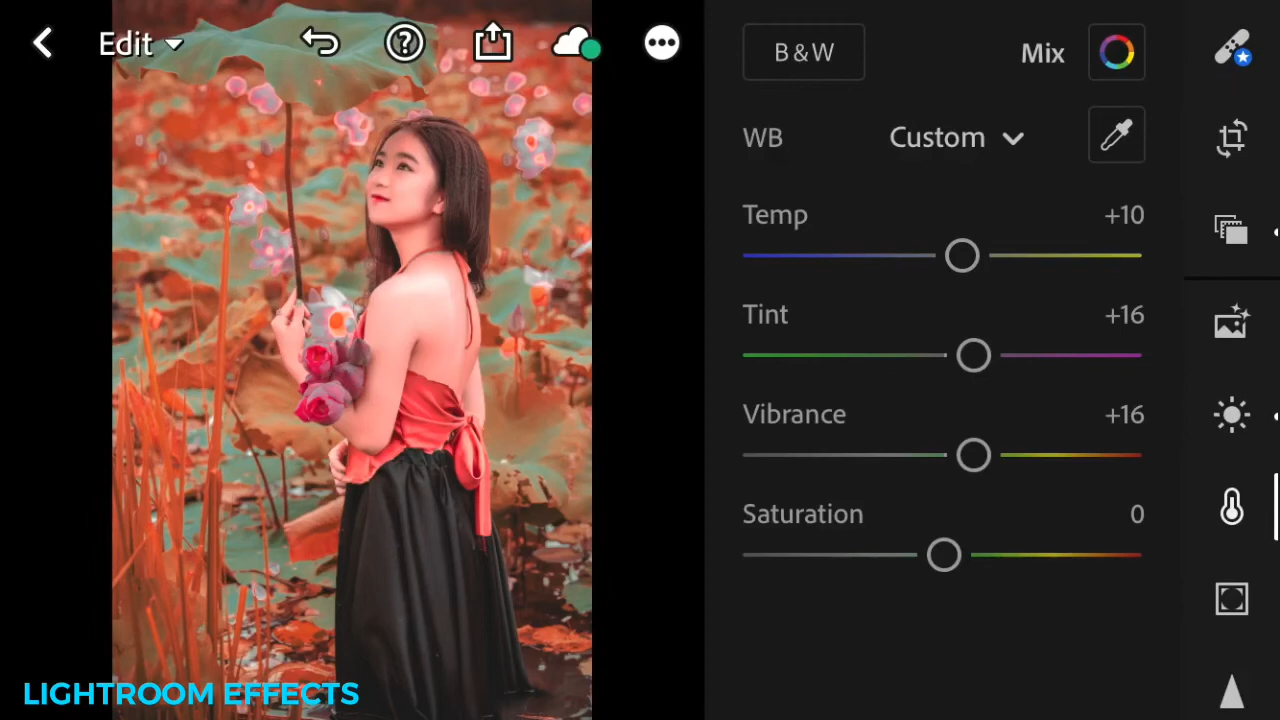 Edit
B & W
Mix
WB
Custom
Temp
+10
Tint
+16
Vibrance
+16
Saturation
0
LIGHTROOM EFFECTS